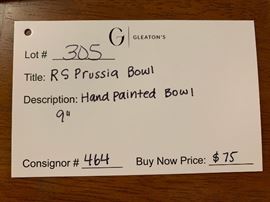 G GLEATON'S
Lot # 305
Title: RS Prussia Bowl
Description: Hand Painted Bowl
9"
Consignor # 464 Buy Now Price: $75